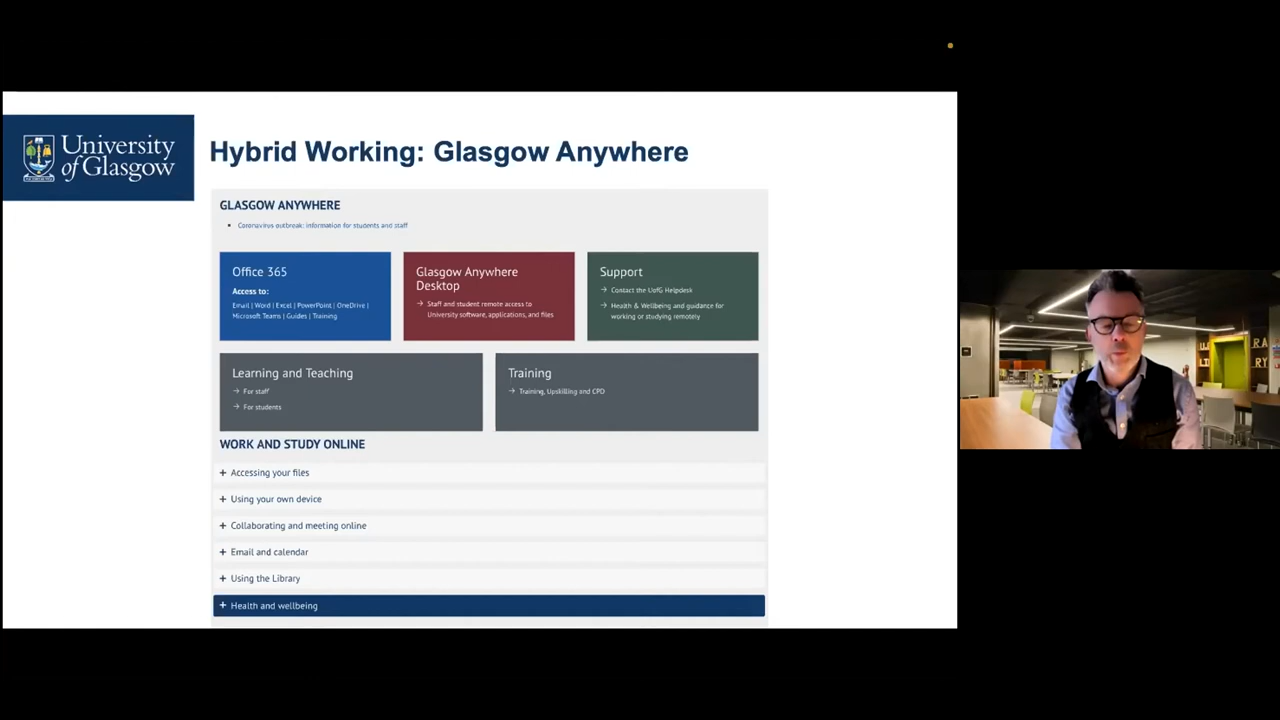 University
of Glasgow
Hybrid Working: Glasgow Anywhere
GLASGOW ANYWHERE
Coronavirus outbreak: information for students and staff
Office 365
Access to:
Email | Word | Excel | PowerPoint | OneDrive |
Microsoft Teams | Guides | Training
Glasgow Anywhere
Desktop
→ Staff and student remote access to
University software, applications, and files
Support
→ Contact the UofG Helpdesk
→ Health & Wellbeing and guidance for
working or studying remotely
Learning and Teaching
→ For staff
→ For students
Training
→ Training, Upskilling and CPD
WORK AND STUDY ONLINE
+ Accessing your files
+ Using your own device
+ Collaborating and meeting online
+ Email and calendar
+ Using the Library
+ Health and wellbeing